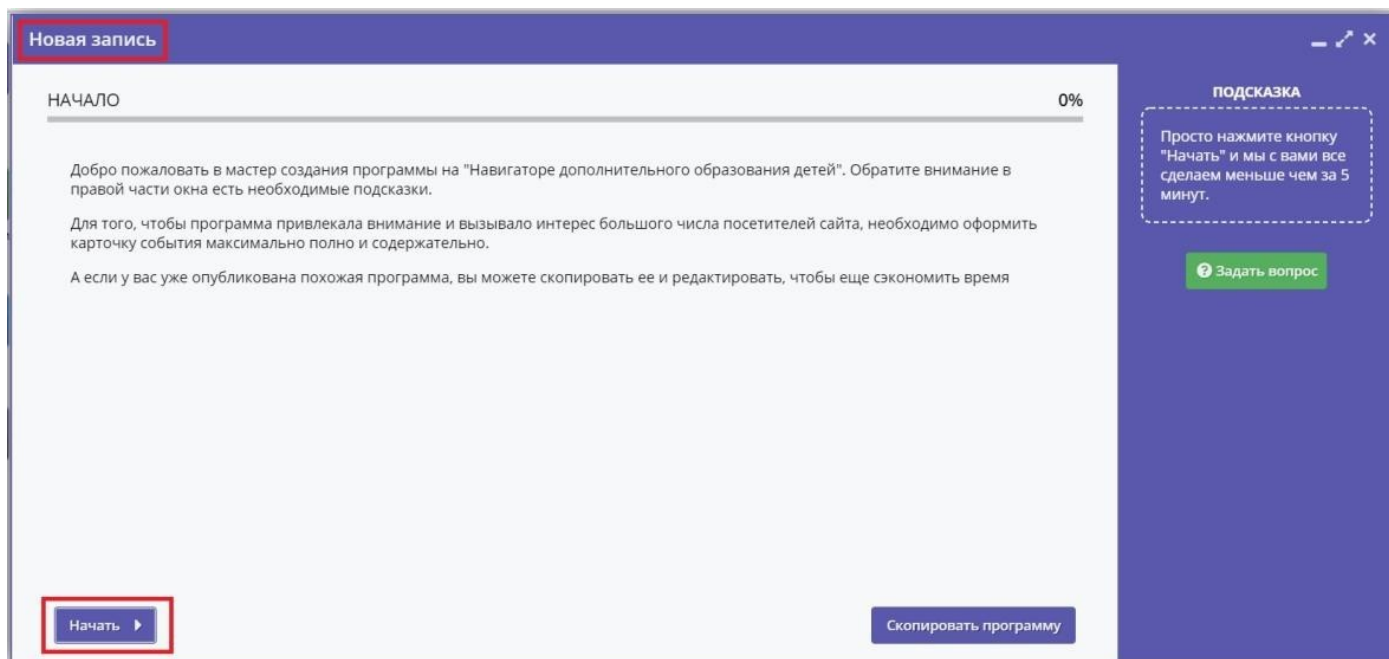 Новая запись
НАЧАЛО 0%
Добро пожаловать в мастер создания программы на "Навигаторе дополнительного образования детей". Обратите внимание в
правой части окна есть необходимые подсказки.
Для того, чтобы программа привлекала внимание и вызывало интерес большого числа посетителей сайта, необходимо оформить
карточку события максимально полно и содержательно.
А если у вас уже опубликована похожая программа, вы можете скопировать ее и редактировать, чтобы еще сэкономить время
Начать
Скопировать программу
ПОДСКАЗКА
Просто нажмите кнопку
"Начать" и мы с вами все
сделаем меньше чем за 5
минут.
Задать вопрос